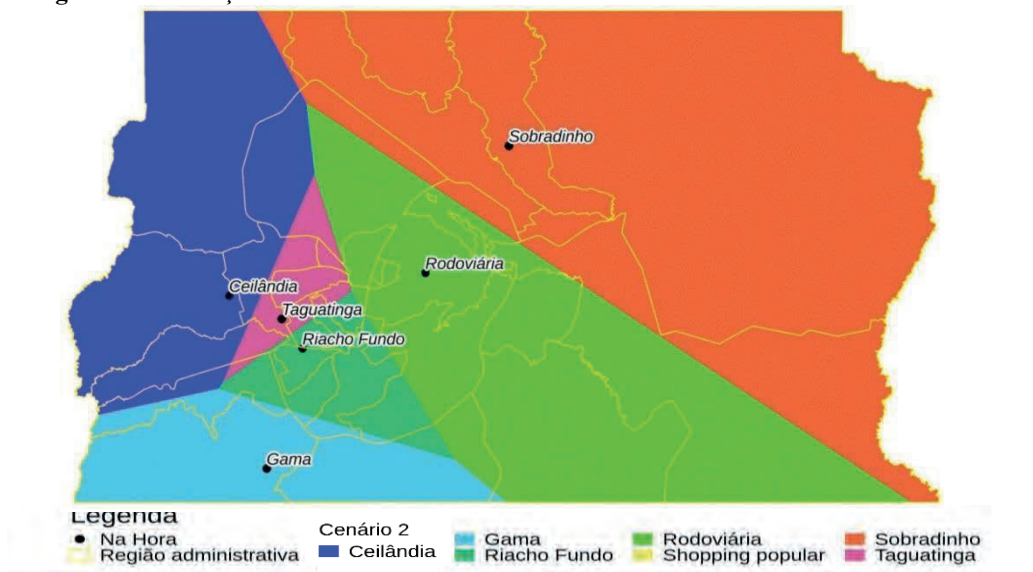 Sobradinho
Rodoviária
Ceilândia
Taguatinga
Riacho Fundo
Gama
Legenda
Na Hora
Região administrativa
Cenário 2
Ceilândia
Gama
Riacho Fundo
Rodoviária
Shopping popular
Sobradinho
Taguatinga